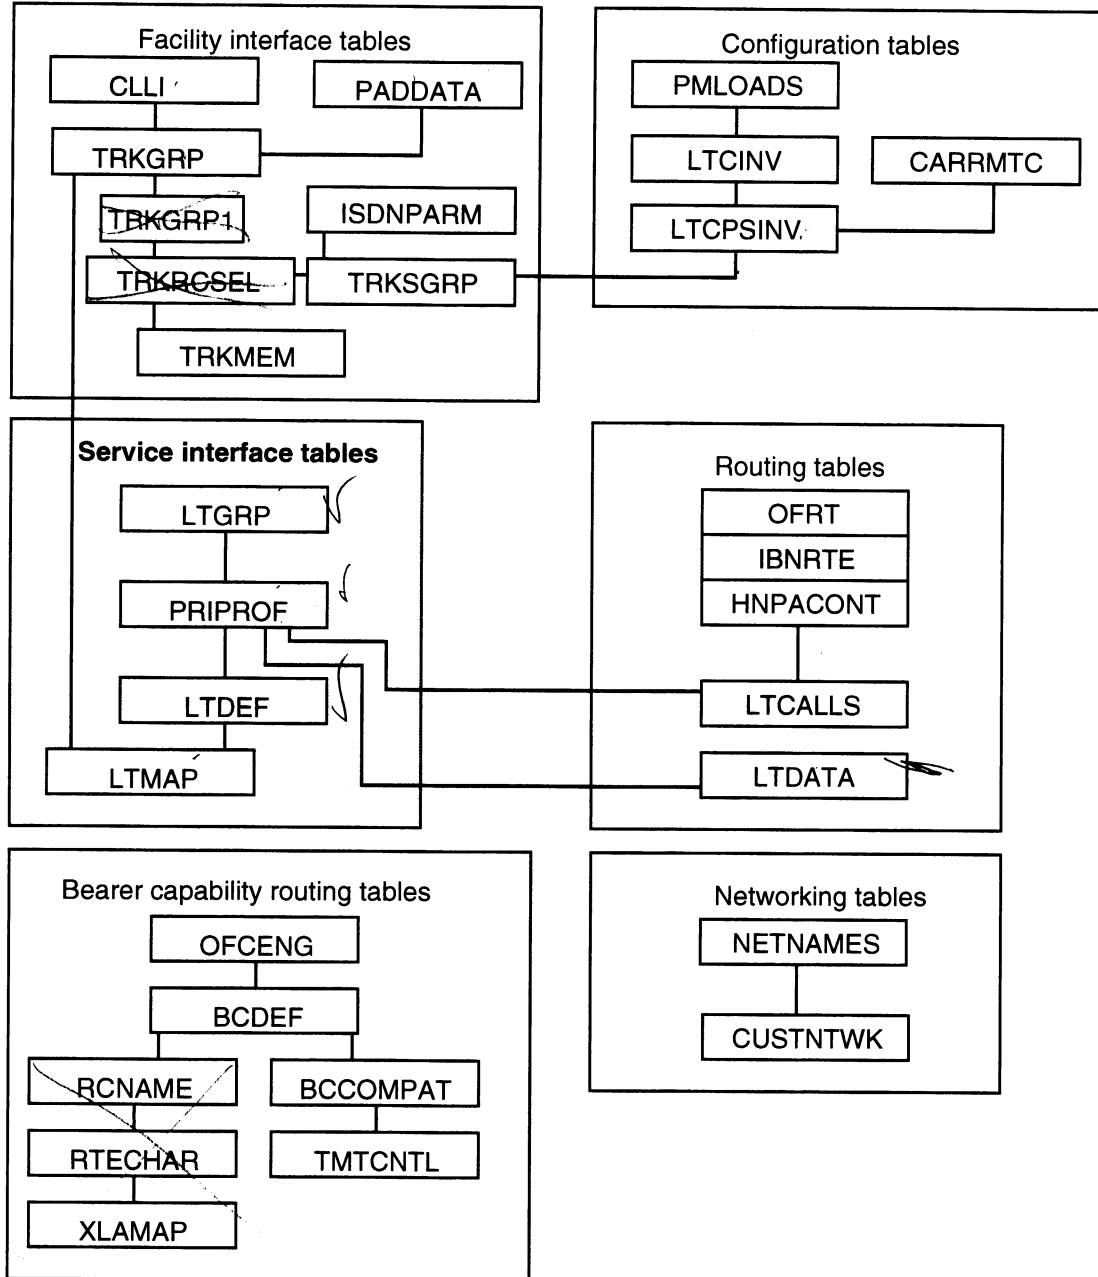 Facility interface tables
CLLI
PADDATA
TRKGRP
TRKGRP1
ISDNPARM
TRKRCSEL
TRKSGRP
TRKMEM
Configuration tables
PMLOADS
LTCINV
CARRMTC
LTCPSINV
Service interface tables
LTGRP
PRIPROF
LTDEF
LTMAP
Routing tables
OFRT
IBNRTE
HNPACONT
LTCALLS
LTDATA
Bearer capability routing tables
OFCENG
BCDEF
RCNAME
BCCOMPAT
RTECHAR
TMTCNTL
XLAMAP
Networking tables
NETNAMES
CUSTNTWK